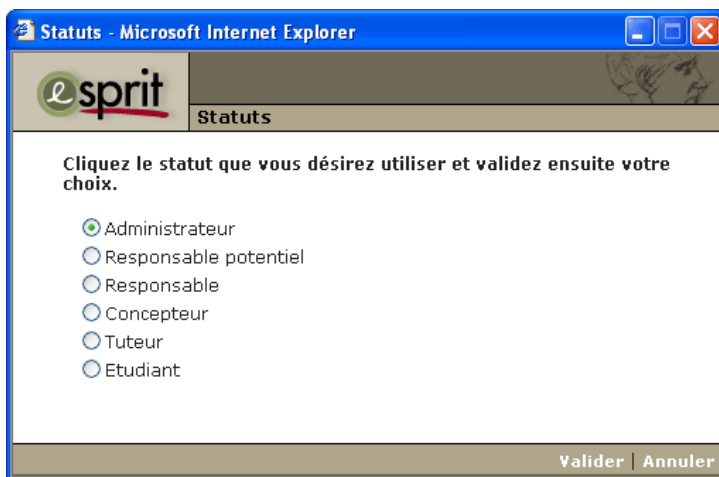 Statuts - Microsoft Internet Explorer
esprit
Statuts
Cliquez le statut que vous désirez utiliser et validez ensuite votre
choix.
Administrateur
Responsable potentiel
Responsable
Concepteur
Tuteur
Etudiant
Valider | Annuler